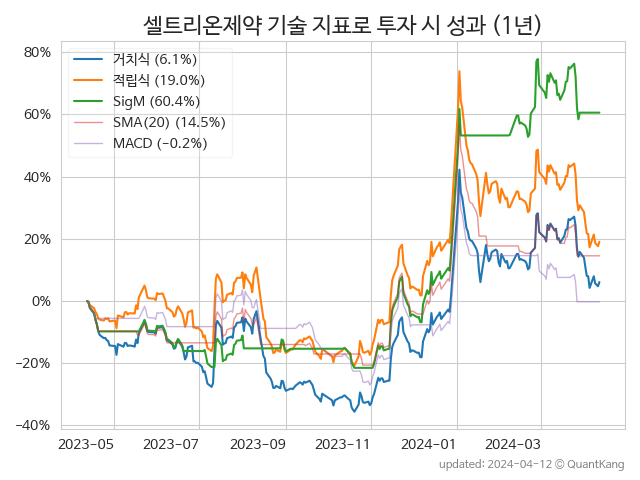 셀트리온제약 기술 지표로 투자 시 성과 (1년)
80%
60%
40%
20%
0%
−20%
−40%
거치식 (6.1%)
적립식 (19.0%)
SigM (60.4%)
SMA(20) (14.5%)
MACD (−0.2%)
2023-05 2023-07 2023-09 2023-11 2024-01 2024-03
updated: 2024-04-12 © QuantKang